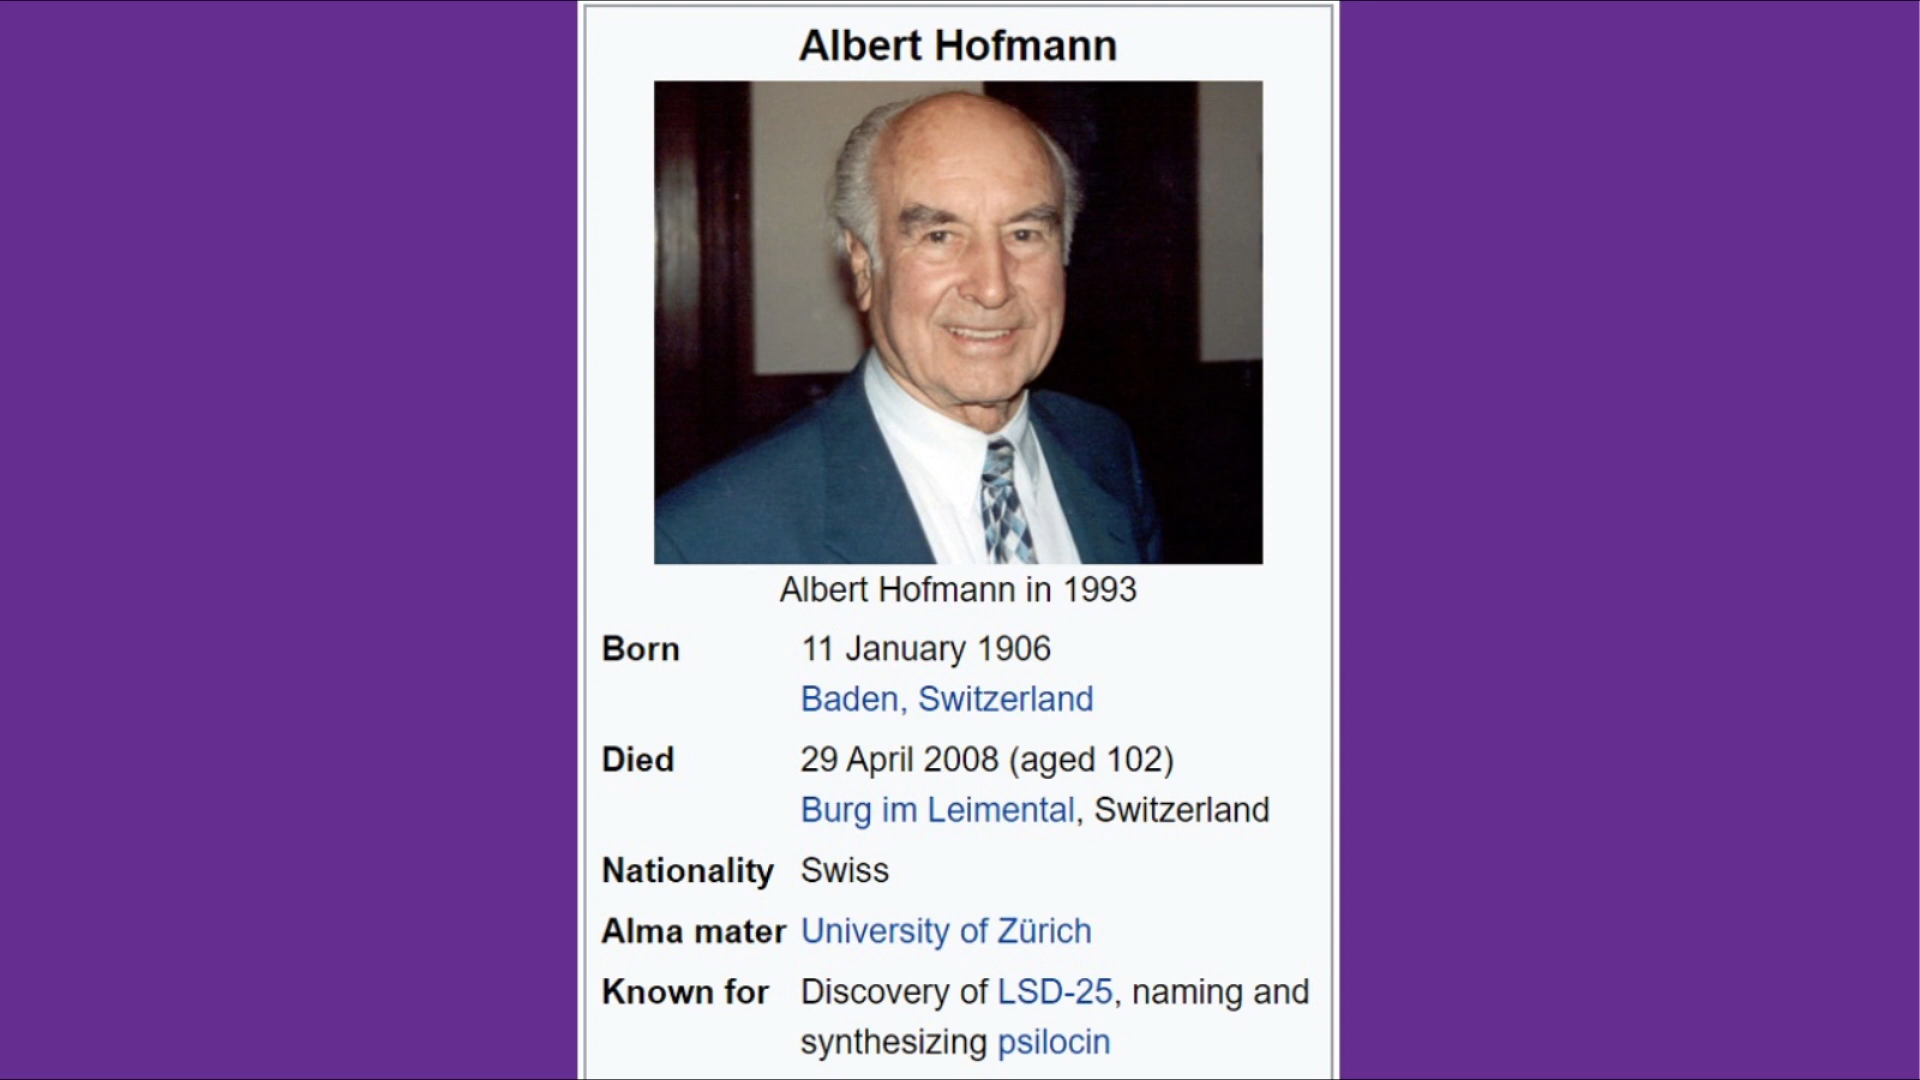 Albert Hofmann
Albert Hofmann in 1993
Born 11 January 1906
Baden, Switzerland
Died 29 April 2008 (aged 102)
Burg im Leimental, Switzerland
Nationality Swiss
Alma mater University of Zürich
Known for Discovery of LSD-25, naming and
synthesizing psilocin